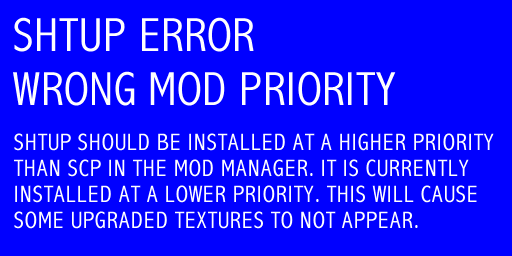 SHTUP ERROR
WRONG MOD PRIORITY
SHTUP SHOULD BE INSTALLED AT A HIGHER PRIORITY
THAN SCP IN THE MOD MANAGER. IT IS CURRENTLY
INSTALLED AT A LOWER PRIORITY. THIS WILL CAUSE
SOME UPGRADED TEXTURES TO NOT APPEAR.